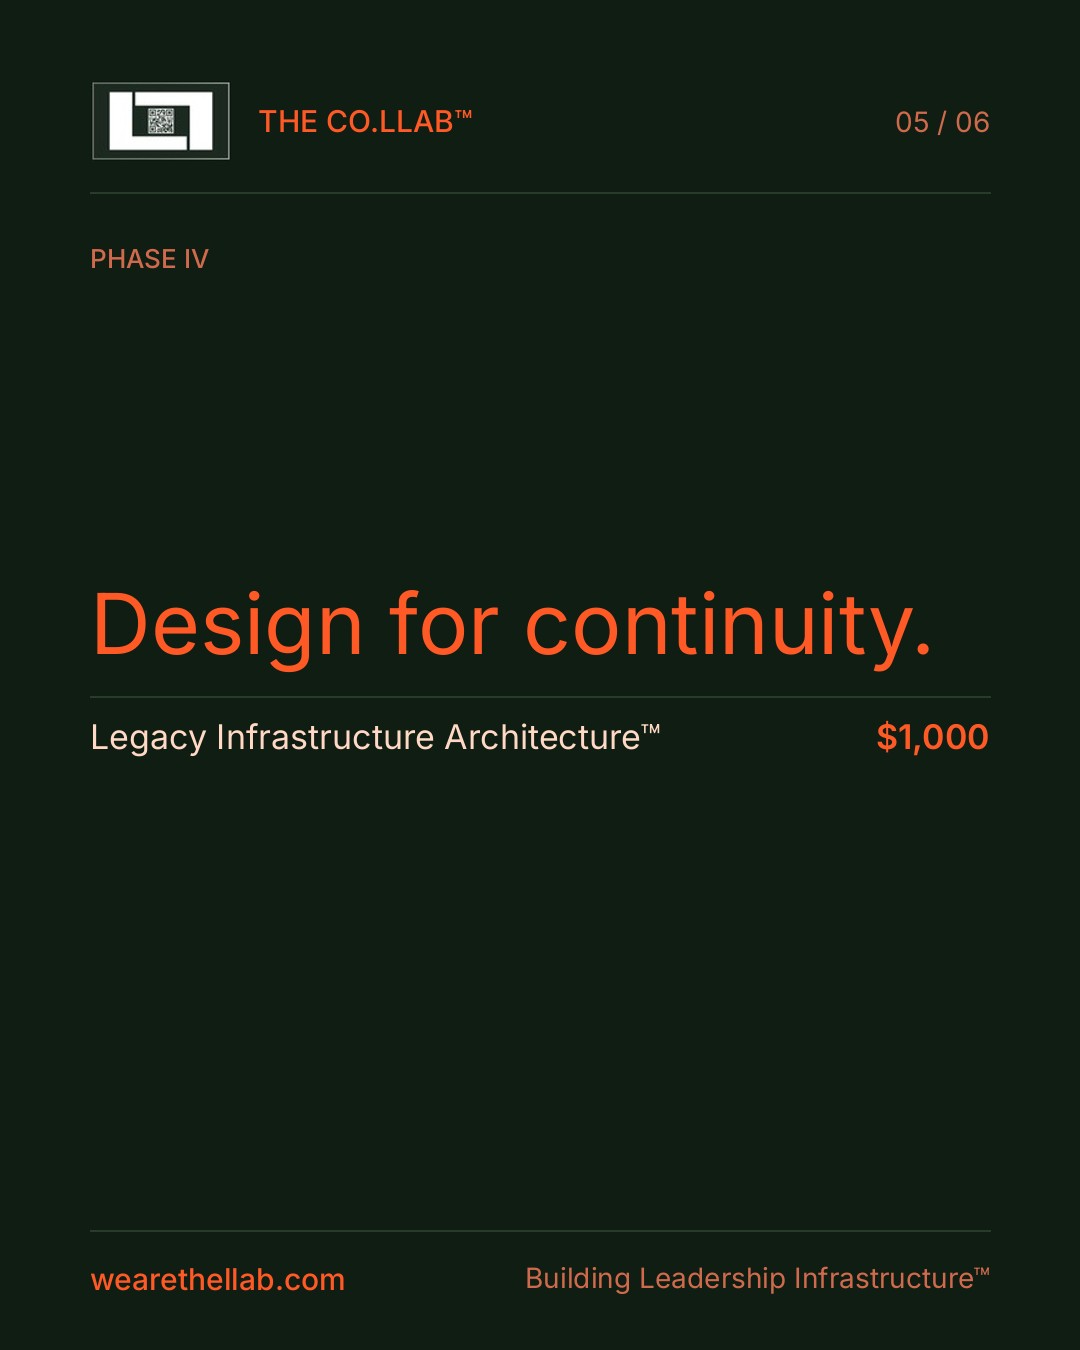 THE CO.LLAB™
05 / 06
PHASE IV
Design for continuity.
Legacy Infrastructure Architecture™
$1,000
wearethellab.com
Building Leadership Infrastructure™